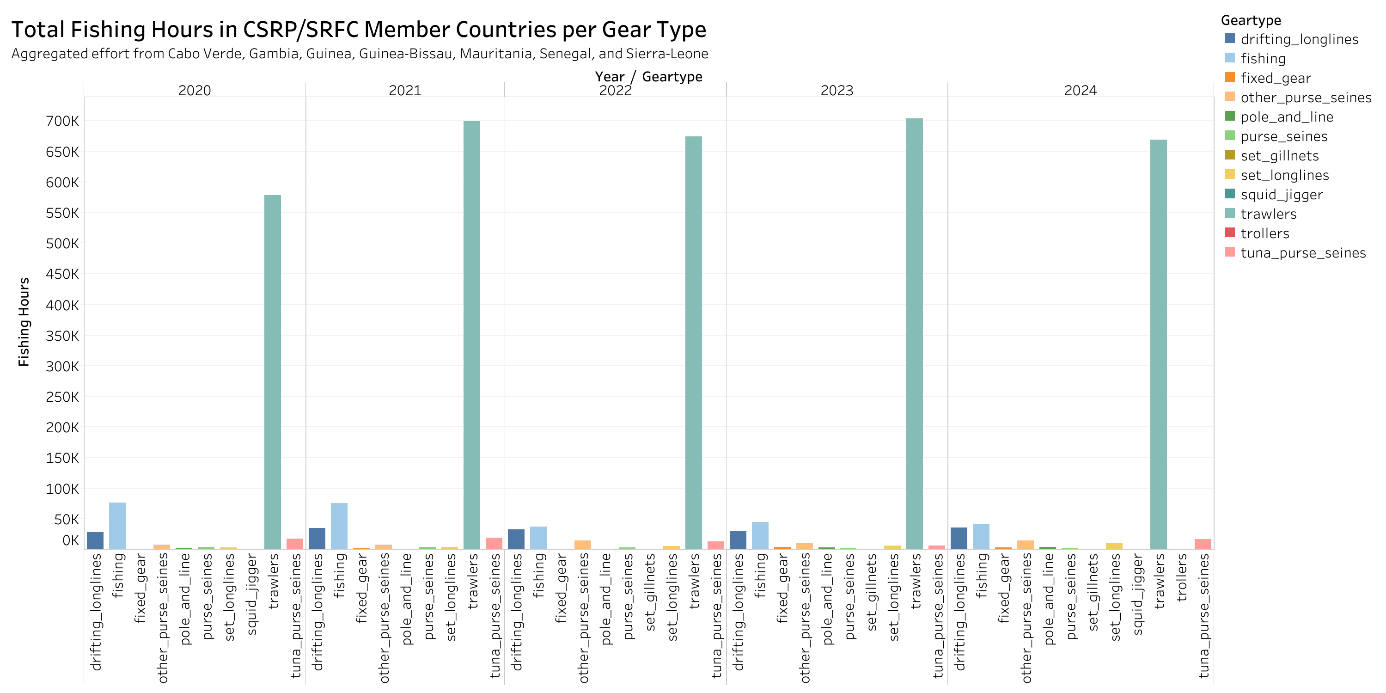 Total Fishing Hours in CSRP/SRFC Member Countries per Gear Type
Aggregated effort from Cabo Verde, Gambia, Guinea, Guinea-Bissau, Mauritania, Senegal, and Sierra-Leone
Year / Geartype
2020 2021 2022 2023 2024
Fishing Hours
700K
650K
600K
550K
500K
450K
400K
350K
300K
250K
200K
150K
100K
50K
0K
drifting_longlines
fishing
fixed_gear
other_purse_seines
pole_and_line
purse_seines
set_longlines
squid_jigger
trawlers
tuna_purse_seines
drifting_longlines
fishing
fixed_gear
other_purse_seines
pole_and_line
purse_seines
set_longlines
trawlers
tuna_purse_seines
drifting_longlines
fishing
fixed_gear
other_purse_seines
pole_and_line
purse_seines
set_gillnets
set_longlines
trawlers
tuna_purse_seines
drifting_longlines
fishing
fixed_gear
other_purse_seines
pole_and_line
purse_seines
set_gillnets
set_longlines
trawlers
tuna_purse_seines
drifting_longlines
fishing
fixed_gear
other_purse_seines
pole_and_line
purse_seines
set_gillnets
set_longlines
squid_jigger
trawlers
trollers
tuna_purse_seines
Geartype
drifting_longlines
fishing
fixed_gear
other_purse_seines
pole_and_line
purse_seines
set_gillnets
set_longlines
squid_jigger
trawlers
trollers
tuna_purse_seines